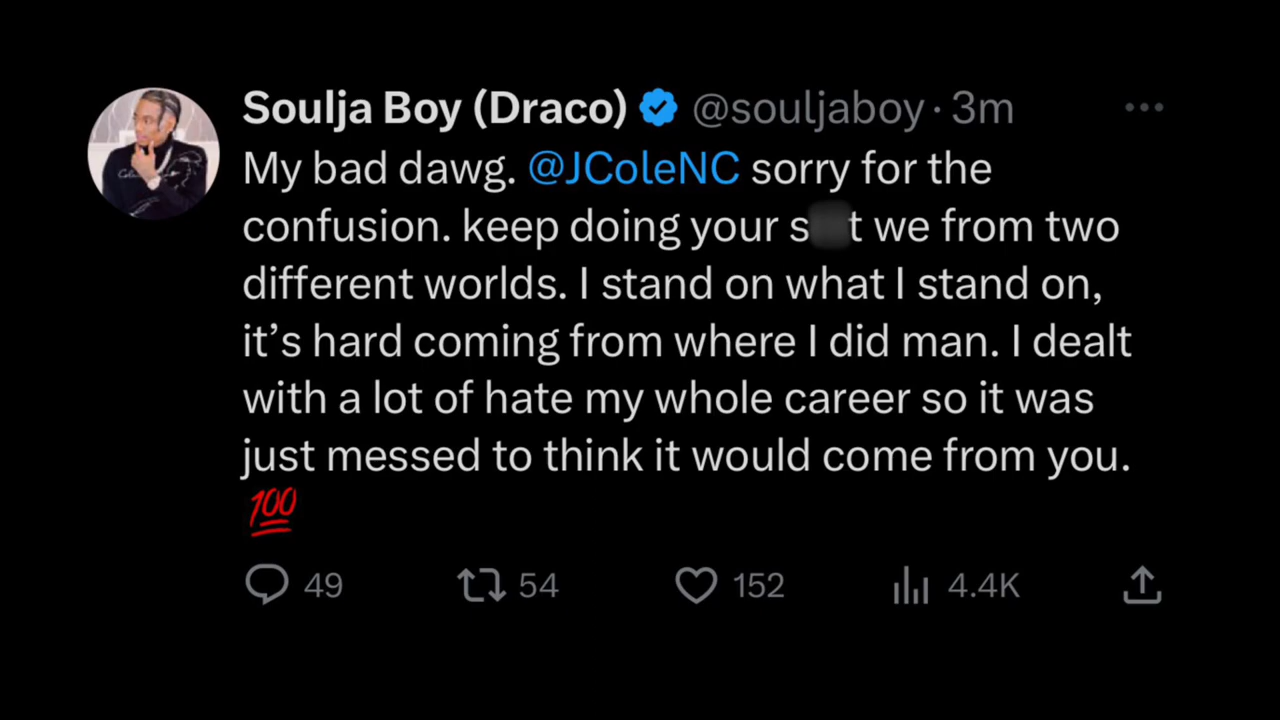 Soulja Boy (Draco) @souljaboy · 3m
My bad dawg. @JColeNC sorry for the
confusion. keep doing your s t we from two
different worlds. I stand on what I stand on,
it’s hard coming from where I did man. I dealt
with a lot of hate my whole career so it was
just messed to think it would come from you.
💯
49 54 152 4.4K